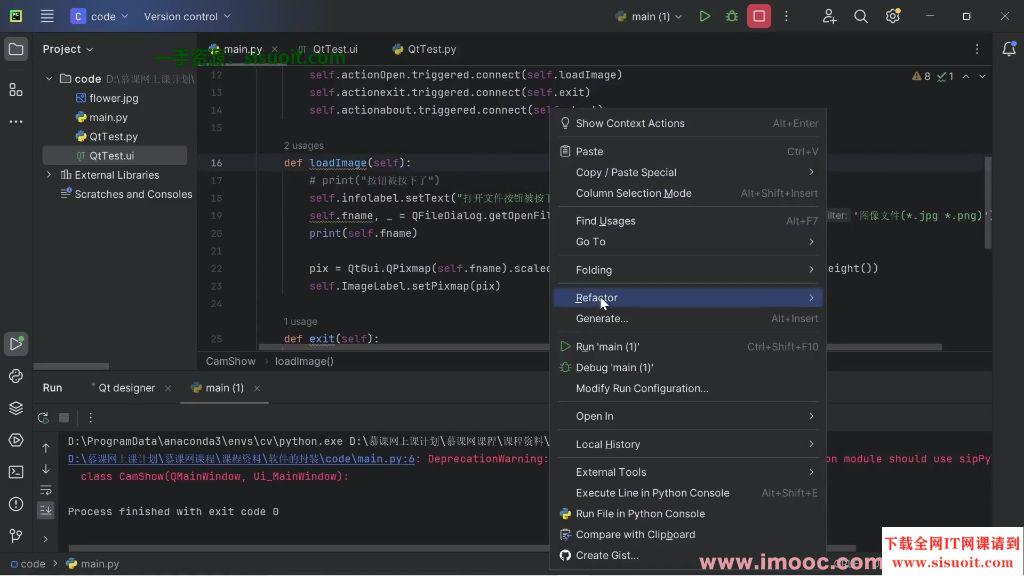 code
Version control
main (1)
Project
main.py
QtTest.ui
QtTest.py
code D:\慕课网上课计划\
flower.jpg
main.py
QtTest.py
QtTest.ui
External Libraries
Scratches and Consoles
12 self.actionOpen.triggered.connect(self.loadImage)
13 self.actionexit.triggered.connect(self.exit)
14 self.actionabout.triggered.connect(se
8 1
15
2 usages
16 def loadImage(self):
17 # print("按钮被按下了")
18 self.infolabel.setText("打开文件按钮被按下
19 self.fname, _ = QFileDialog.getOpenFil
ilter: '图像文件(*.jpg *.png)'
20 print(self.fname)
21
22 pix = QtGui.QPixmap(self.fname).scaled
eight())
23 self.ImageLabel.setPixmap(pix)
24
1 usage
25 def exit(self):
CamShow > loadImage()
Show Context Actions Alt+Enter
Paste Ctrl+V
Copy / Paste Special
Column Selection Mode Alt+Shift+Insert
Find Usages Alt+F7
Go To
Folding
Refactor
Generate... Alt+Insert
Run 'main (1)' Ctrl+Shift+F10
Debug 'main (1)'
Modify Run Configuration...
Open In
Local History
External Tools
Execute Line in Python Console Alt+Shift+E
Run File in Python Console
Compare with Clipboard
Create Gist...
Run
Qt designer
main (1)
D:\ProgramData\anaconda3\envs\cv\python.exe D:\慕课网上课计划\慕课网课程\课程资料\
D:\慕课网上课计划\慕课网课程\课程资料\软件的封装\code\main.py:6: DeprecationWarning:
on module should use sipPy
class CamShow(QMainWindow, Ui_MainWindow):
Process finished with exit code 0
code > main.py
www.imooc.com
下载全网IT网课请到
www.sisuoit.com